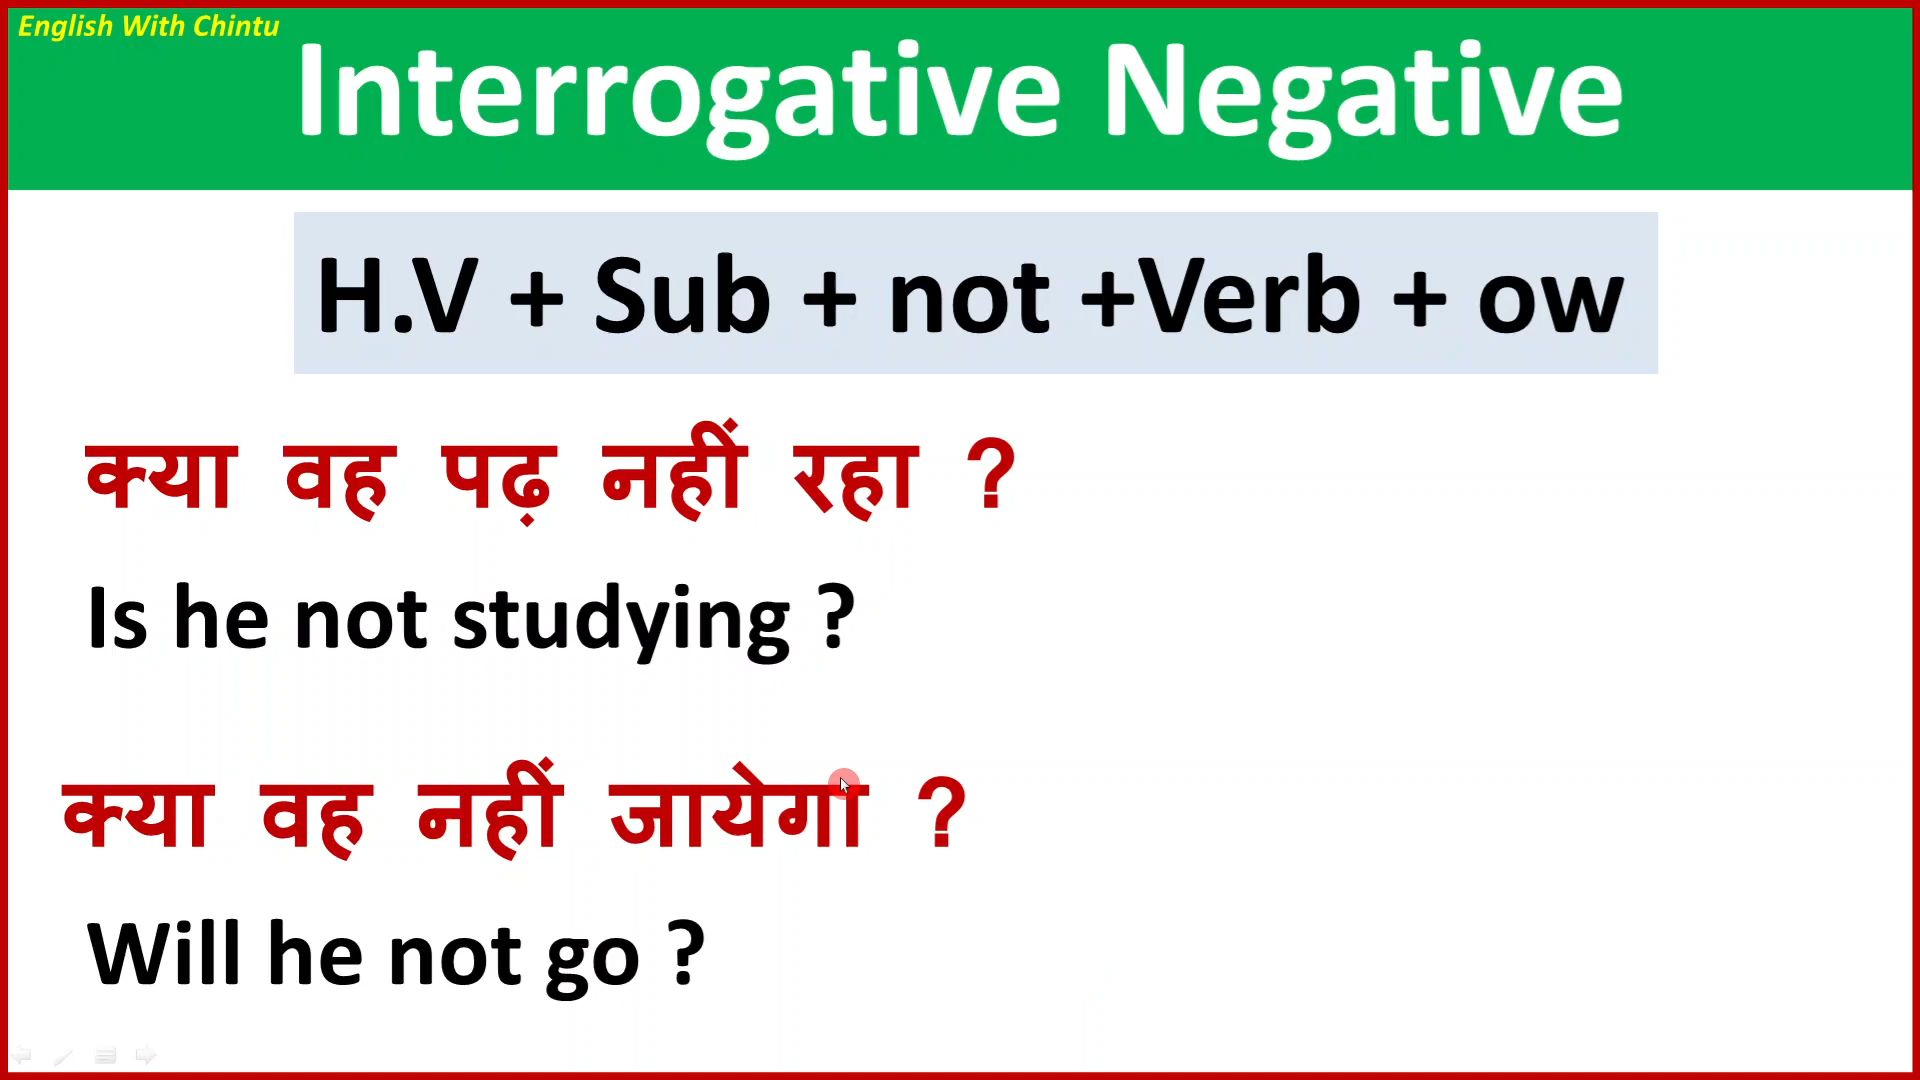 English With Chintu
Interrogative Negative
H.V + Sub + not +Verb + ow
क्या वह पढ़ नहीं रहा ?
Is he not studying ?
क्या वह नहीं जायेगा ?
Will he not go ?